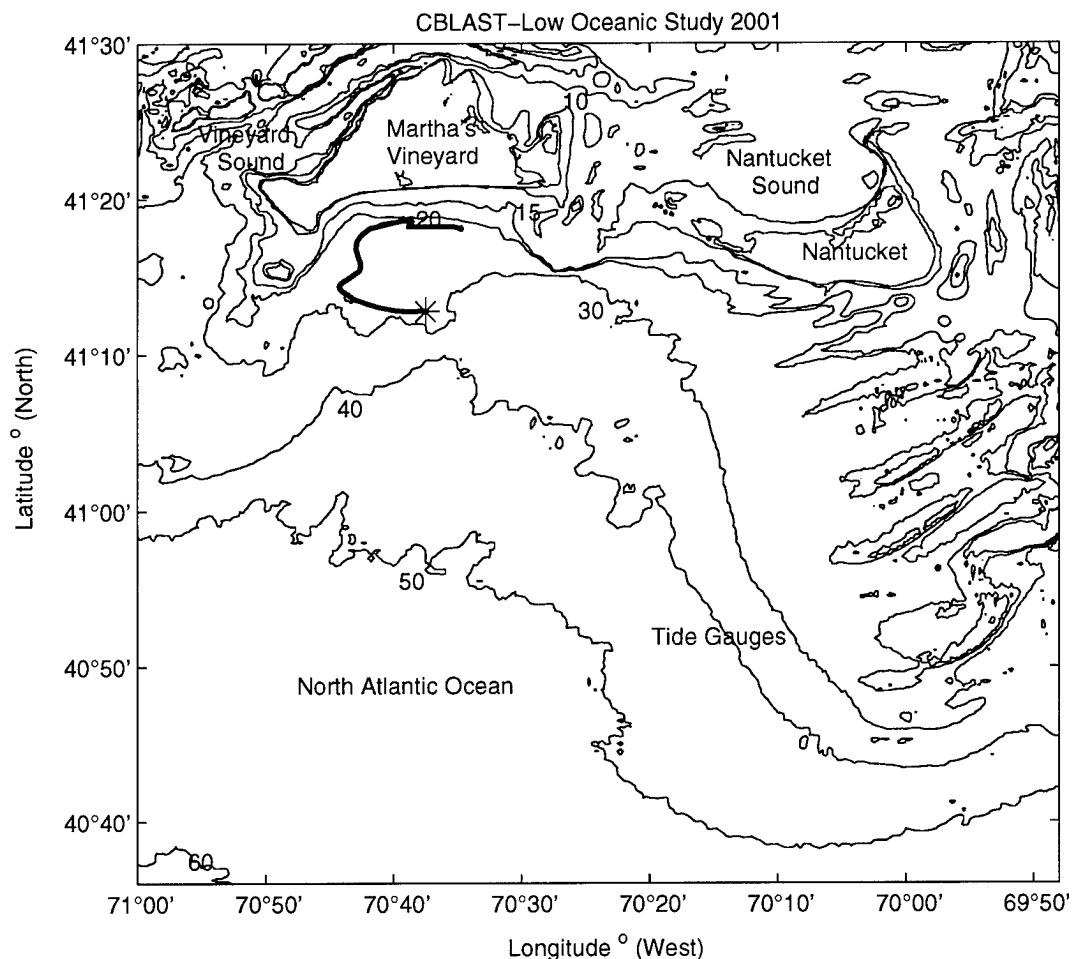 CBLAST–Low Oceanic Study 2001
41°30'
41°20'
41°10'
41°00'
40°50'
40°40'
Latitude ° (North)
Vineyard
Sound
Martha's
Vineyard
10
Nantucket
Sound
20
15
Nantucket
30
40
50
Tide Gauges
North Atlantic Ocean
60
71°00'
70°50'
70°40'
70°30'
70°20'
70°10'
70°00'
69°50'
Longitude ° (West)